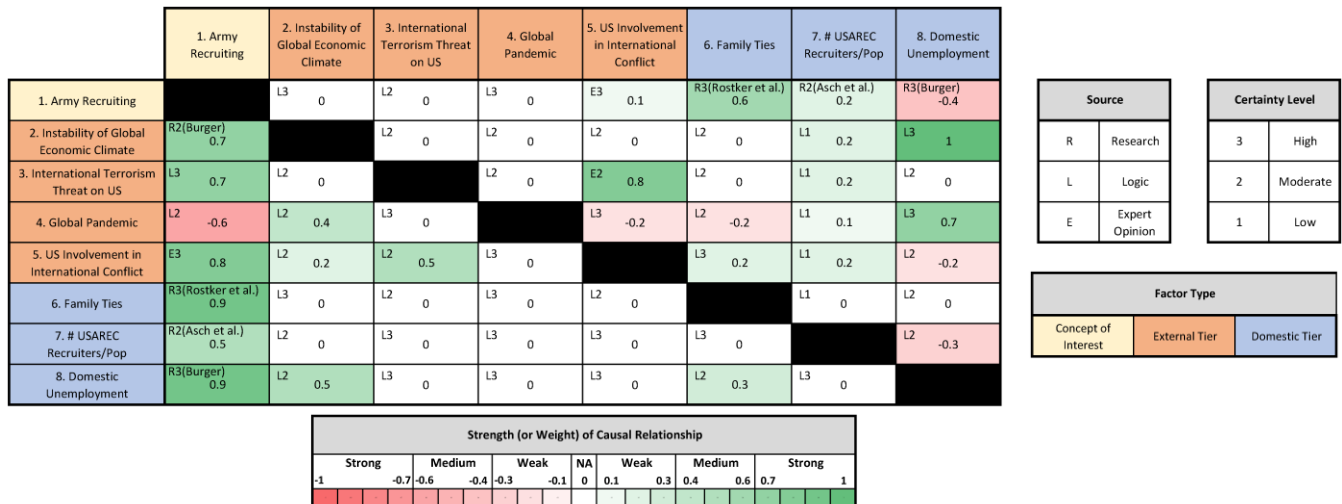 1. Army
Recruiting
2. Instability of
Global Economic
Climate
3. International
Terrorism Threat
on US
4. Global
Pandemic
5. US Involvement
in International
Conflict
6. Family Ties
7. # USAREC
Recruiters/Pop
8. Domestic
Unemployment
1. Army Recruiting
L3 0
L2 0
L3 0
E3 0.1
R3(Rostker et al.) 0.6
R2(Asch et al.) 0.2
R3(Burger) -0.4
2. Instability of Global
Economic Climate
R2(Burger) 0.7
L2 0
L2 0
L2 0
L2 0
L1 0.2
L3 1
3. International Terrorism
Threat on US
L3 0.7
L2 0
L2 0
E2 0.8
L2 0
L1 0.2
L2 0
4. Global Pandemic
L2 -0.6
L2 0.4
L3 0
L3 -0.2
L2 -0.2
L1 0.1
L3 0.7
5. US Involvement in
International Conflict
E3 0.8
L2 0.2
L2 0.5
L3 0
L3 0.2
L1 0.2
L2 -0.2
6. Family Ties
R3(Rostker et al.) 0.9
L3 0
L3 0
L3 0
L2 0
L1 0
L2 0
7. # USAREC
Recruiters/Pop
R2(Asch et al.) 0.5
L2 0
L3 0
L3 0
L3 0
L3 0
L2 -0.3
8. Domestic
Unemployment
R3(Burger) 0.9
L2 0.5
L3 0
L3 0
L3 0
L2 0.3
L3 0
Source
R Research
L Logic
E Expert
Opinion
Certainty Level
3 High
2 Moderate
1 Low
Factor Type
Concept of
Interest
External Tier
Domestic Tier
Strength (or Weight) of Causal Relationship
Strong Medium Weak NA Weak Medium Strong
-1 -0.7 -0.6 -0.4 -0.3 -0.1 0 0.1 0.3 0.4 0.6 0.7 1